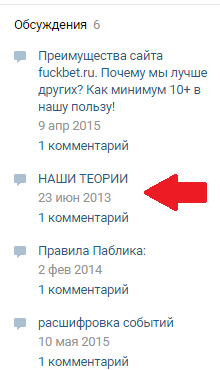 Обсуждения 6
Преимущества сайта
fuckbet.ru. Почему мы лучше
других? Как минимум 10+ в
нашу пользу!
9 апр 2015
1 комментарий
НАШИ ТЕОРИИ
23 июн 2013
1 комментарий
Правила Паблика:
2 фев 2014
1 комментарий
расшифровка событий
10 мая 2015
1 комментарий